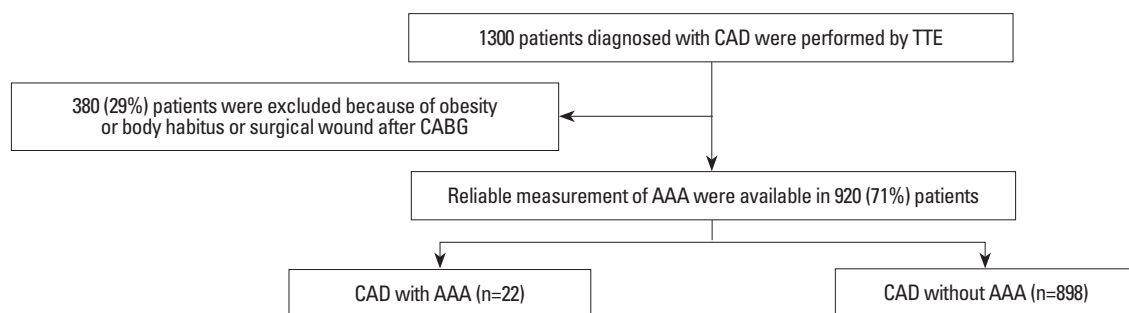 1300 patients diagnosed with CAD were performed by TTE
380 (29%) patients were excluded because of obesity
or body habitus or surgical wound after CABG
Reliable measurement of AAA were available in 920 (71%) patients
CAD with AAA (n=22)
CAD without AAA (n=898)